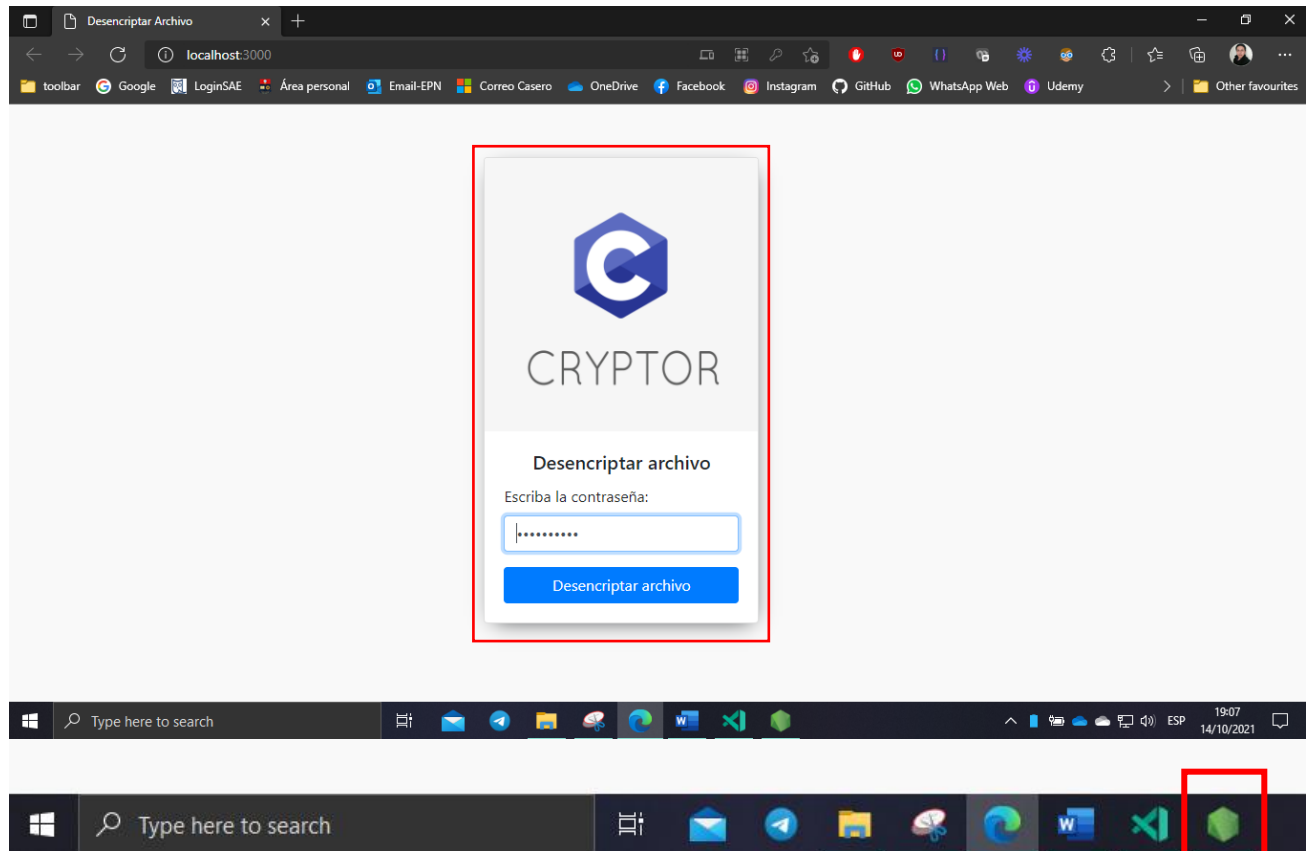 Desencriptar Archivo
localhost:3000
toolbar Google LoginSAE Área personal Email-EPN Correo Casero OneDrive Facebook Instagram GitHub WhatsApp Web Udemy Other favourites
CRYPTOR
Desencriptar archivo
Escriba la contraseña:
••••••••••
Desencriptar archivo
Type here to search ESP 19:07
14/10/2021
Type here to search